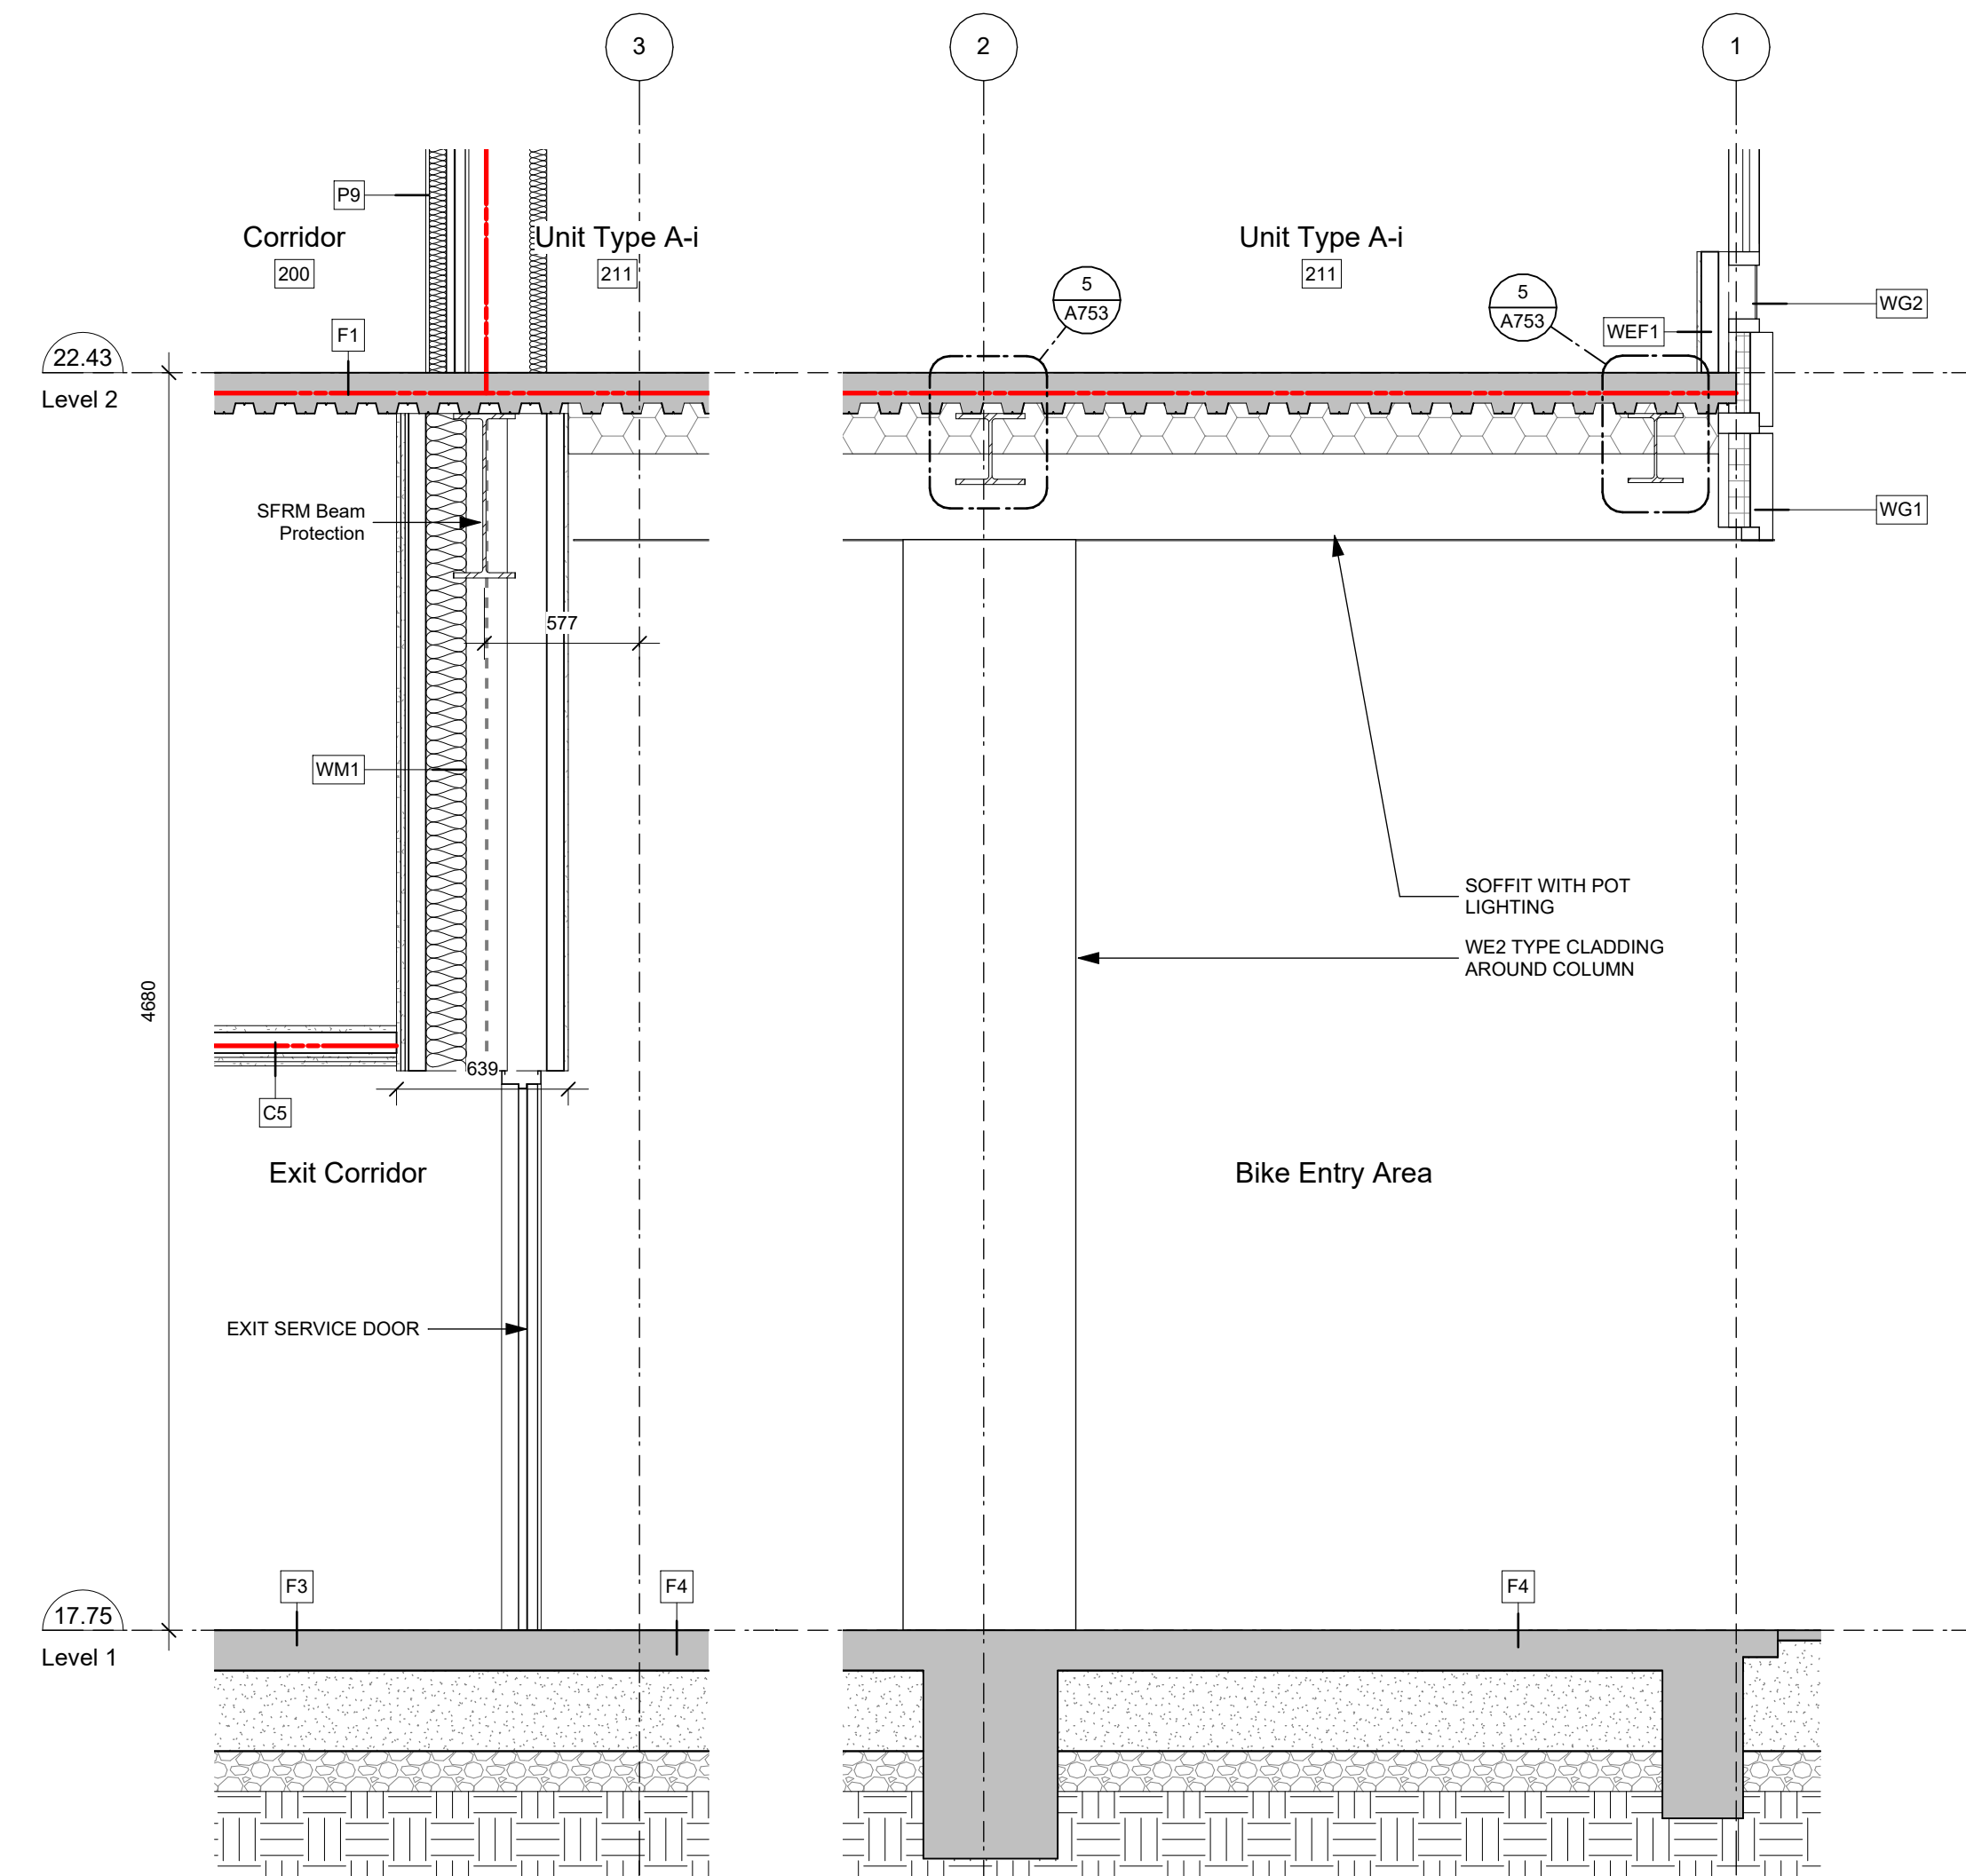 3
2
1
P9
Corridor
200
Unit Type A-i
211
Unit Type A-i
211
5
A753
5
A753
WG2
WEF1
F1
22.43
Level 2
SFRM Beam
Protection
WG1
577
WM1
SOFFIT WITH POT
LIGHTING
WE2 TYPE CLADDING
AROUND COLUMN
4680
639
C5
Exit Corridor
Bike Entry Area
EXIT SERVICE DOOR
F3
F4
F4
17.75
Level 1